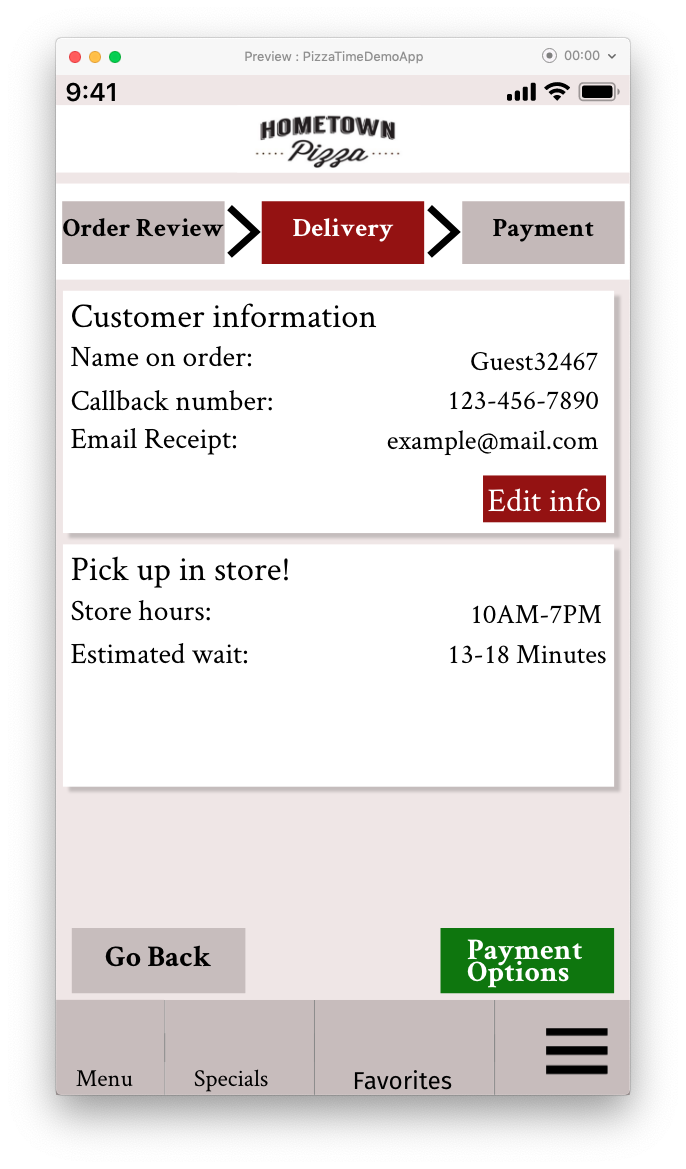 Preview : PizzaTimeDemoApp 00:00
9:41
HOMETOWN
Pizza
Order Review Delivery Payment
Customer information
Name on order: Guest32467
Callback number: 123-456-7890
Email Receipt: example@mail.com
Edit info
Pick up in store!
Store hours: 10AM-7PM
Estimated wait: 13-18 Minutes
Go Back
Payment
Options
Menu Specials Favorites